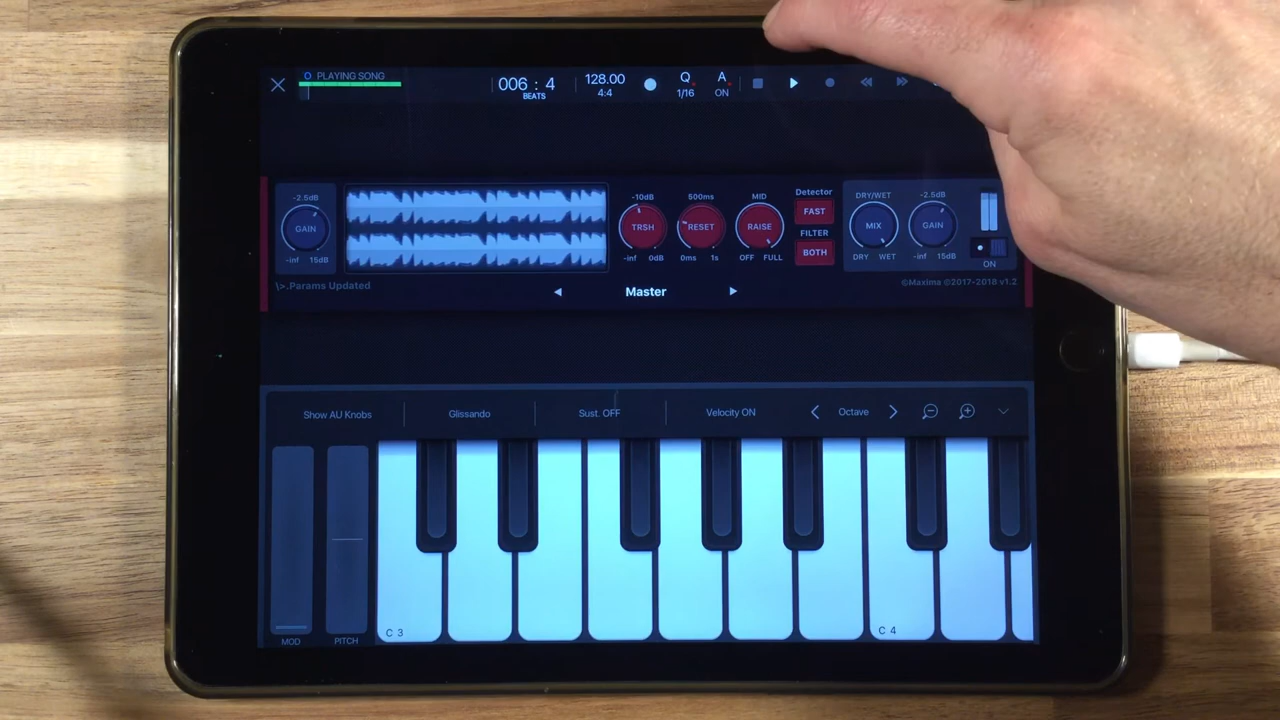 PLAYING SONG
006 : 4
BEATS
128.00
4:4
Q
1/16
A
ON
-2.5dB
GAIN
-inf 15dB
-10dB
TRSH
-inf 0dB
500ms
RESET
0ms 1s
MID
RAISE
OFF FULL
Detector
FAST
FILTER
BOTH
DRY/WET
MIX
DRY WET
-2.5dB
GAIN
-inf 15dB
ON
\>.Params Updated
Master
©Maxima ©2017-2018 v1.2
Show AU Knobs
Glissando
Sust. OFF
Velocity ON
Octave
C 3
C 4
MOD
PITCH